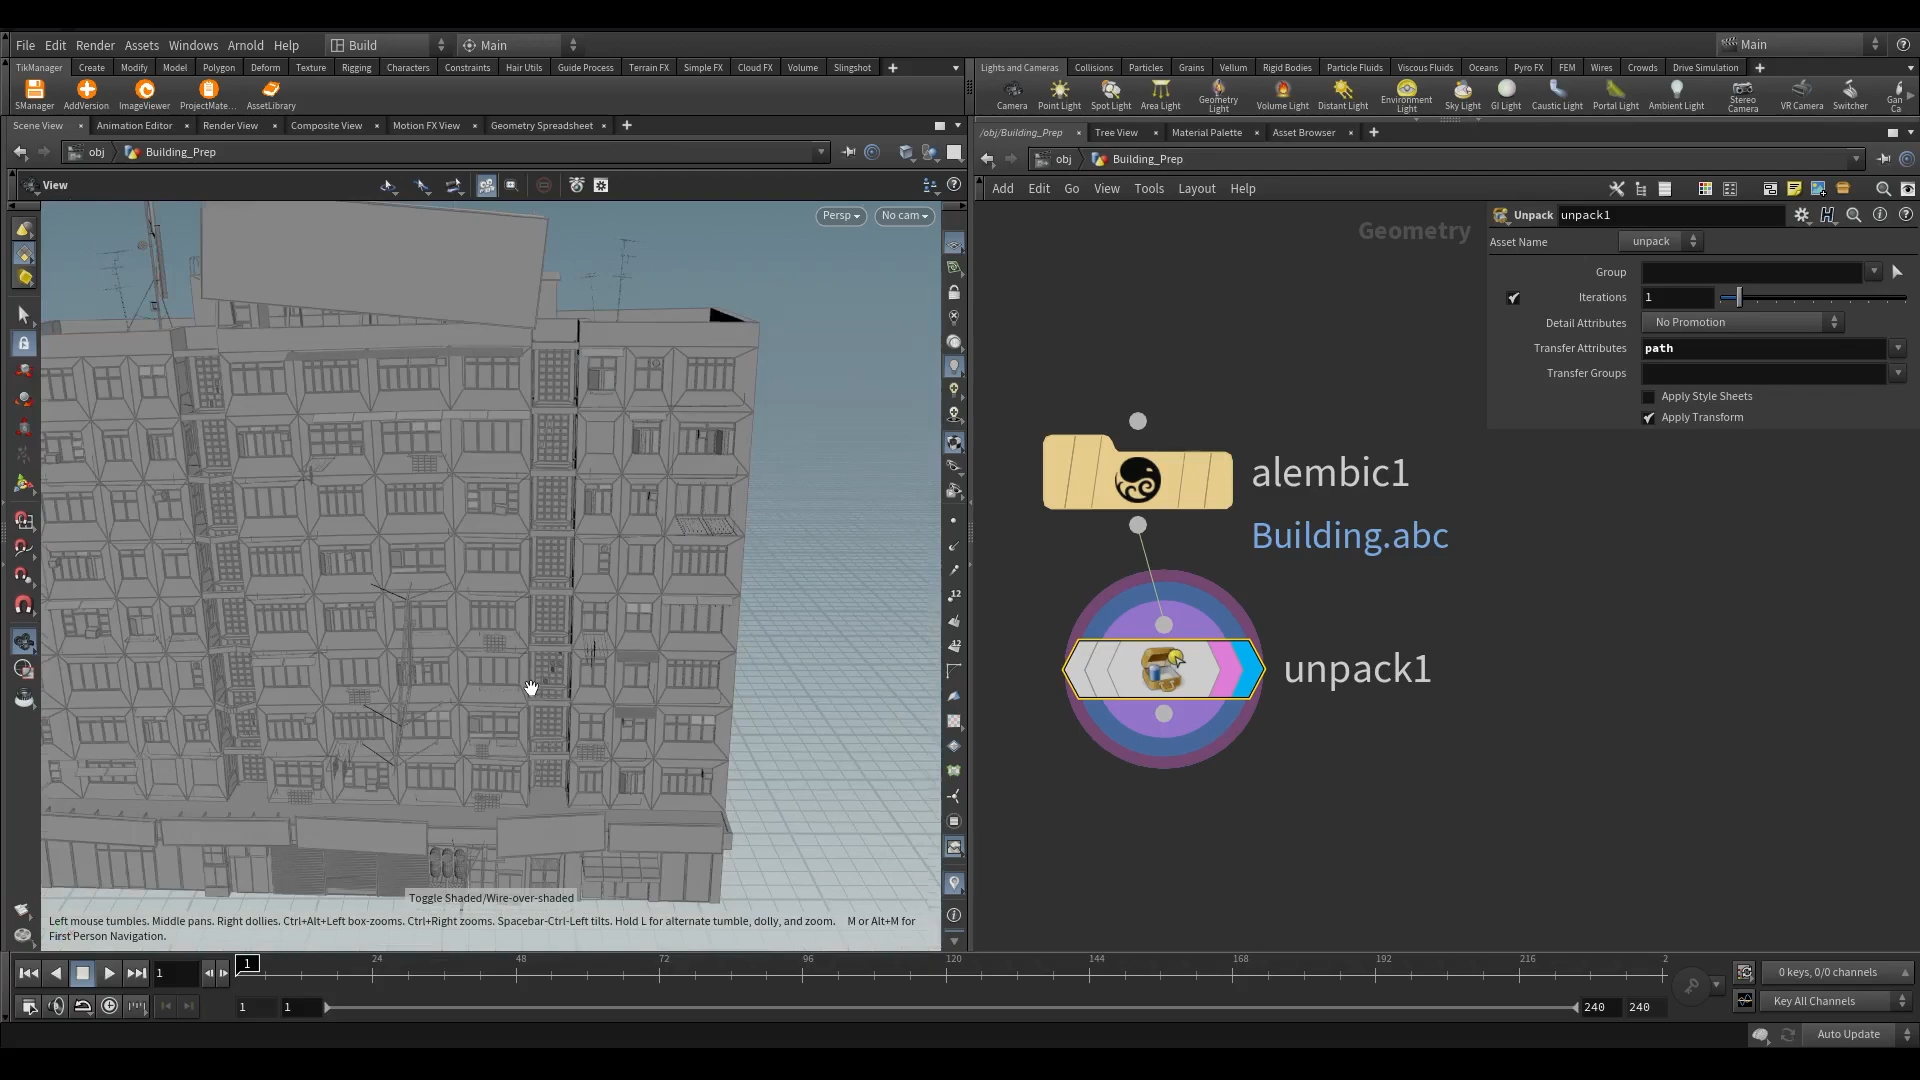 File Edit Render Assets Windows Arnold Help Build Main Main
TikManager Create Modify Model Polygon Deform Texture Rigging Characters Constraints Hair Utils Guide Process Terrain FX Simple FX Cloud FX Volume Slingshot
Lights and Cameras Collisions Particles Grains Vellum Rigid Bodies Particle Fluids Viscous Fluids Oceans Pyro FX FEM Wires Crowds Drive Simulation
SManager AddVersion ImageViewer ProjectMate... AssetLibrary
Camera Point Light Spot Light Area Light Geometry Light Volume Light Distant Light Environment Light Sky Light GI Light Caustic Light Portal Light Ambient Light Stereo Camera VR Camera Switcher Gan Ca
Scene View Animation Editor Render View Composite View Motion FX View Geometry Spreadsheet
/obj/Building_Prep Tree View Material Palette Asset Browser
obj Building_Prep
obj Building_Prep
View
Add Edit Go View Tools Layout Help
Persp No cam
Geometry
Unpack unpack1
Asset Name unpack
Group
Iterations 1
Detail Attributes No Promotion
Transfer Attributes path
Transfer Groups
Apply Style Sheets
Apply Transform
alembic1
Building.abc
unpack1
12
12
Toggle Shaded/Wire-over-shaded
Left mouse tumbles. Middle pans. Right dollies. Ctrl+Alt+Left box-zooms. Ctrl+Right zooms. Spacebar-Ctrl-Left tilts. Hold L for alternate tumble, dolly, and zoom. M or Alt+M for
First Person Navigation.
1 1 24 48 72 96 120 144 168 192 216 2
0 keys, 0/0 channels
1 1 240 240
Key All Channels
Auto Update